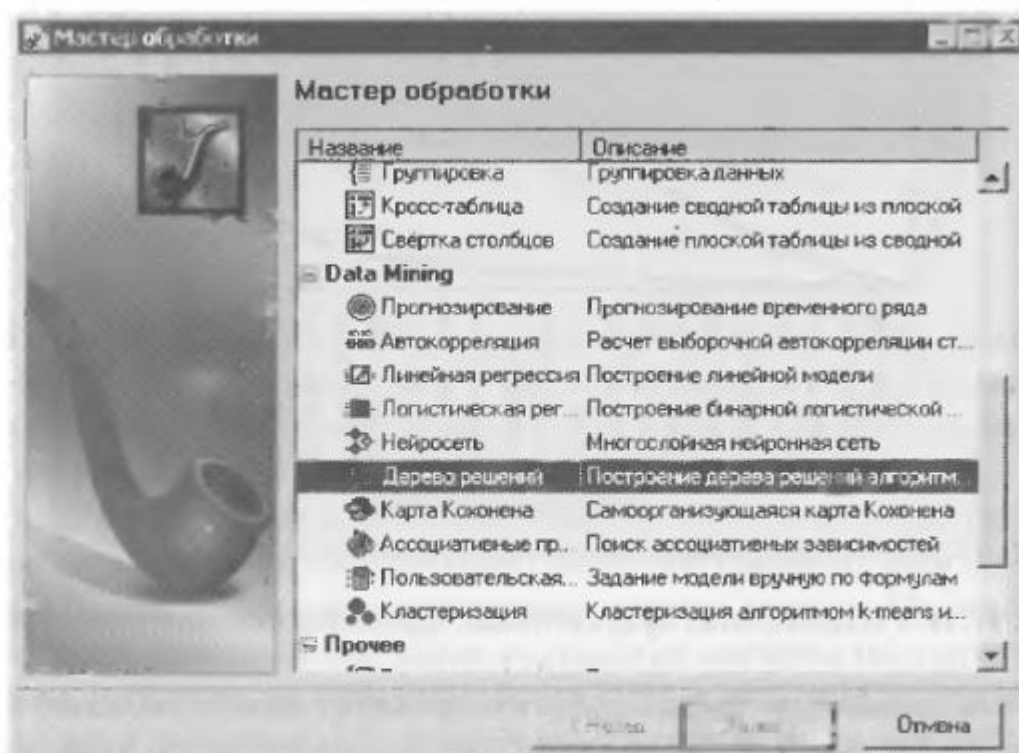 Мастер обработки
Мастер обработки
Название Описание
Группировка Группировка данных
Кросс-таблица Создание сводной таблицы из плоской
Свёртка столбцов Создание плоской таблицы из сводной
Data Mining
Прогнозирование Прогнозирование временного ряда
Автокорреляция Расчет выборочной автокорреляции ст...
Линейная регрессия Построение линейной модели
Логистическая рег... Построение бинарной логистической ...
Нейросеть Многослойная нейронная сеть
Дерево решений Построение дерева решений алгоритм...
Карта Кохонена Самоорганизующаяся карта Кохонена
Ассоциативные пр... Поиск ассоциативных зависимостей
Пользовательская... Задание модели вручную по формулам
Кластеризация Кластеризация алгоритмом k-means и...
Прочее
Отмена